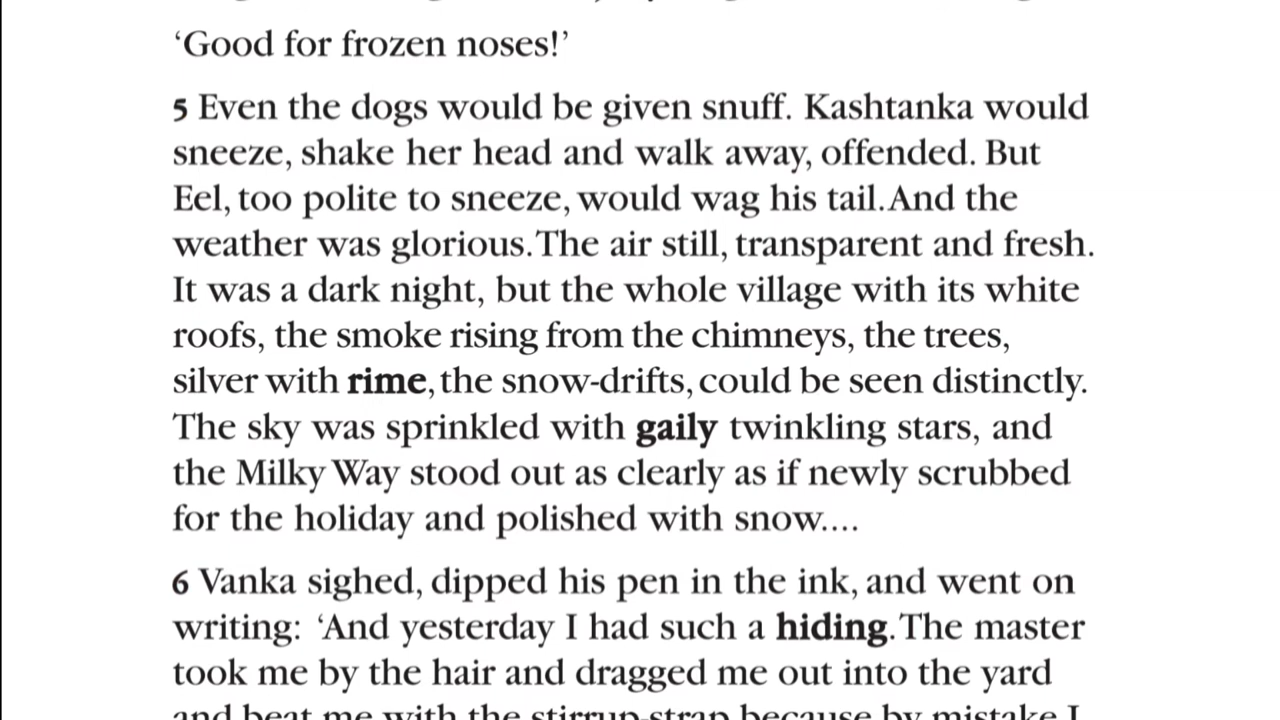 ‘Good for frozen noses!’
5 Even the dogs would be given snuff. Kashtanka would
sneeze, shake her head and walk away, offended. But
Eel, too polite to sneeze, would wag his tail. And the
weather was glorious. The air still, transparent and fresh.
It was a dark night, but the whole village with its white
roofs, the smoke rising from the chimneys, the trees,
silver with rime, the snow-drifts, could be seen distinctly.
The sky was sprinkled with gaily twinkling stars, and
the Milky Way stood out as clearly as if newly scrubbed
for the holiday and polished with snow....
6 Vanka sighed, dipped his pen in the ink, and went on
writing: ‘And yesterday I had such a hiding. The master
took me by the hair and dragged me out into the yard
and beat me with the stirrup-strap because by mistake I